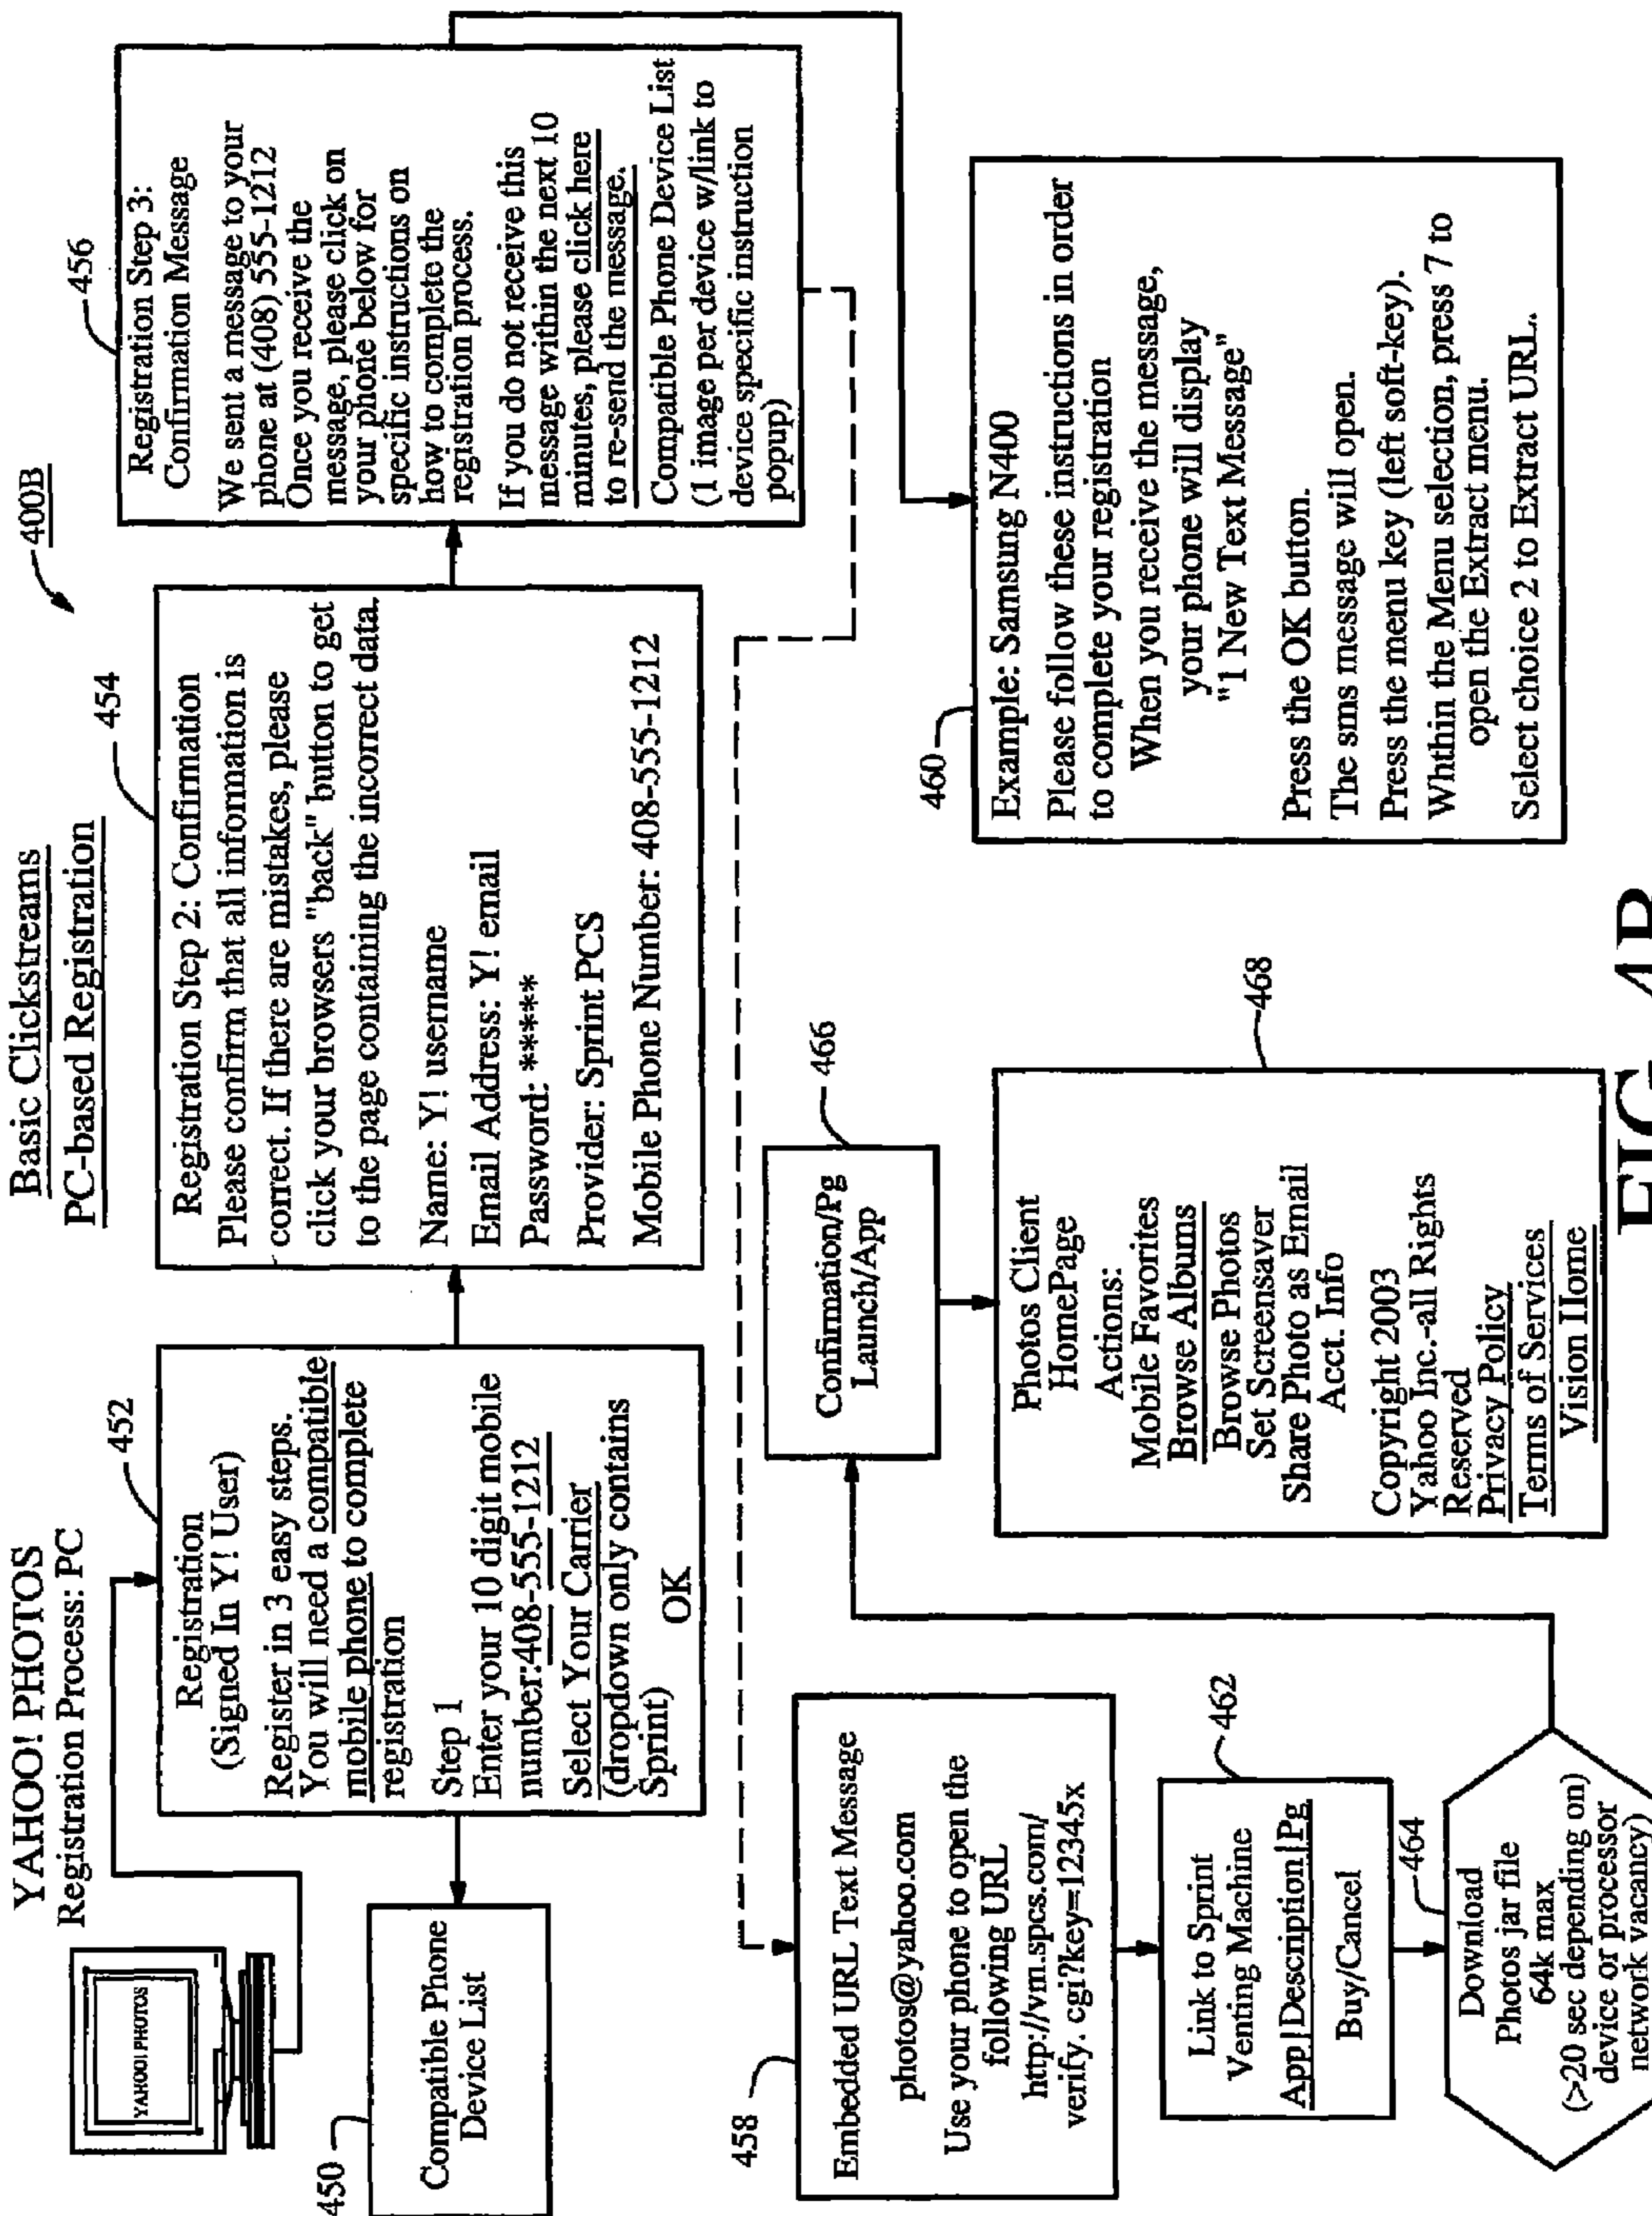 Basic Clickstreams
PC-based Registration
400B
YAHOO! PHOTOS
Registration Process: PC
YAHOO! PHOTOS
450
Compatible Phone
Device List
452
Registration
(Signed In Y! User)
Register in 3 easy steps.
You will need a compatible
mobile phone to complete
registration
Step 1
Enter your 10 digit mobile
number:408-555-1212
Select Your Carrier
(dropdown only contains
Sprint)
OK
454
Registration Step 2: Confirmation
Please confirm that all information is
correct. If there are mistakes, please
click your browsers "back" button to get
to the page containing the incorrect data.
Name: Y! username
Email Address: Y! email
Password: *****
Provider: Sprint PCS
Mobile Phone Number: 408-555-1212
456
Registration Step 3:
Confirmation Message
We sent a message to your
phone at (408) 555-1212
Once you receive the
message, please click on
your phone below for
specific instructions on
how to complete the
registration process.
If you do not receive this
message within the next 10
minutes, please click here
to re-send the message.
Compatible Phone Device List
(1 image per device w/link to
device specific instruction
popup)
458
Embedded URL Text Message
photos@yahoo.com
Use your phone to open the
following URL
http://vm.spcs.com/
verify. cgi?key=12345x
462
Link to Sprint
Venting Machine
App|Description|Pg
Buy/Cancel
464
Download
Photos jar file
64k max
(>20 sec depending on)
device or processor
network vacancy)
466
Confirmation/Pg
Launch/App
468
Photos Client
HomePage
Actions:
Mobile Favorites
Browse Albums
Browse Photos
Set Screensaver
Share Photo as Email
Acct. Info
Copyright 2003
Yahoo Inc.-all Rights
Reserved
Privacy Policy
Terms of Services
Vision Home
460
Example: Samsung N400
Please follow these instructions in order
to complete your registration
When you receive the message,
your phone will display
"1 New Text Message"
Press the OK button.
The sms message will open.
Press the menu key (left soft-key).
Whthin the Menu selection, press 7 to
open the Extract menu.
Select choice 2 to Extract URL.
FIG. 4B